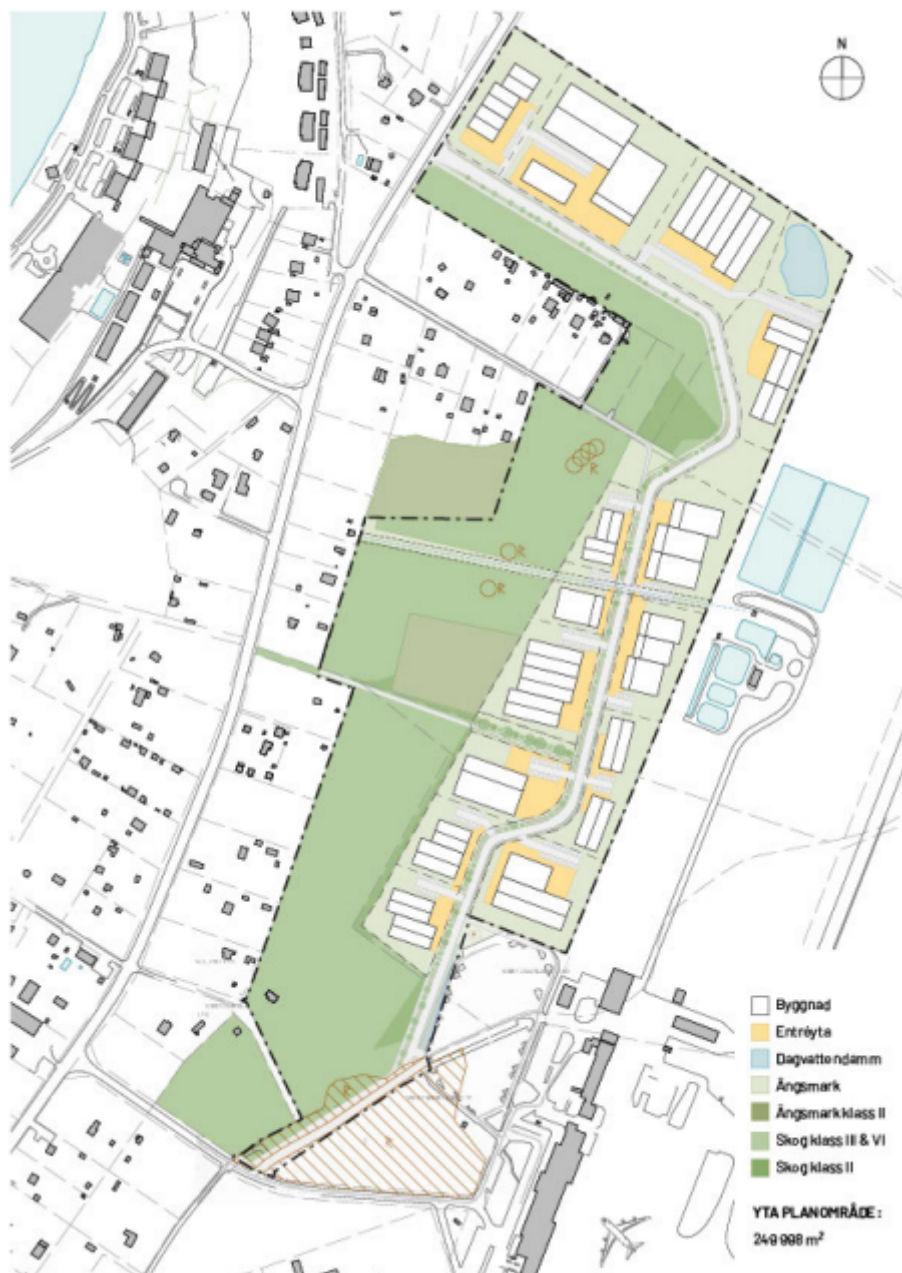 N
R
R
R
R
R
Byggnad
Entréyta
Dagvattendamm
Ängsmark
Ängsmark klass II
Skog klass III & VI
Skog klass II
YTA PLANOMRÅDE:
249 998 m²